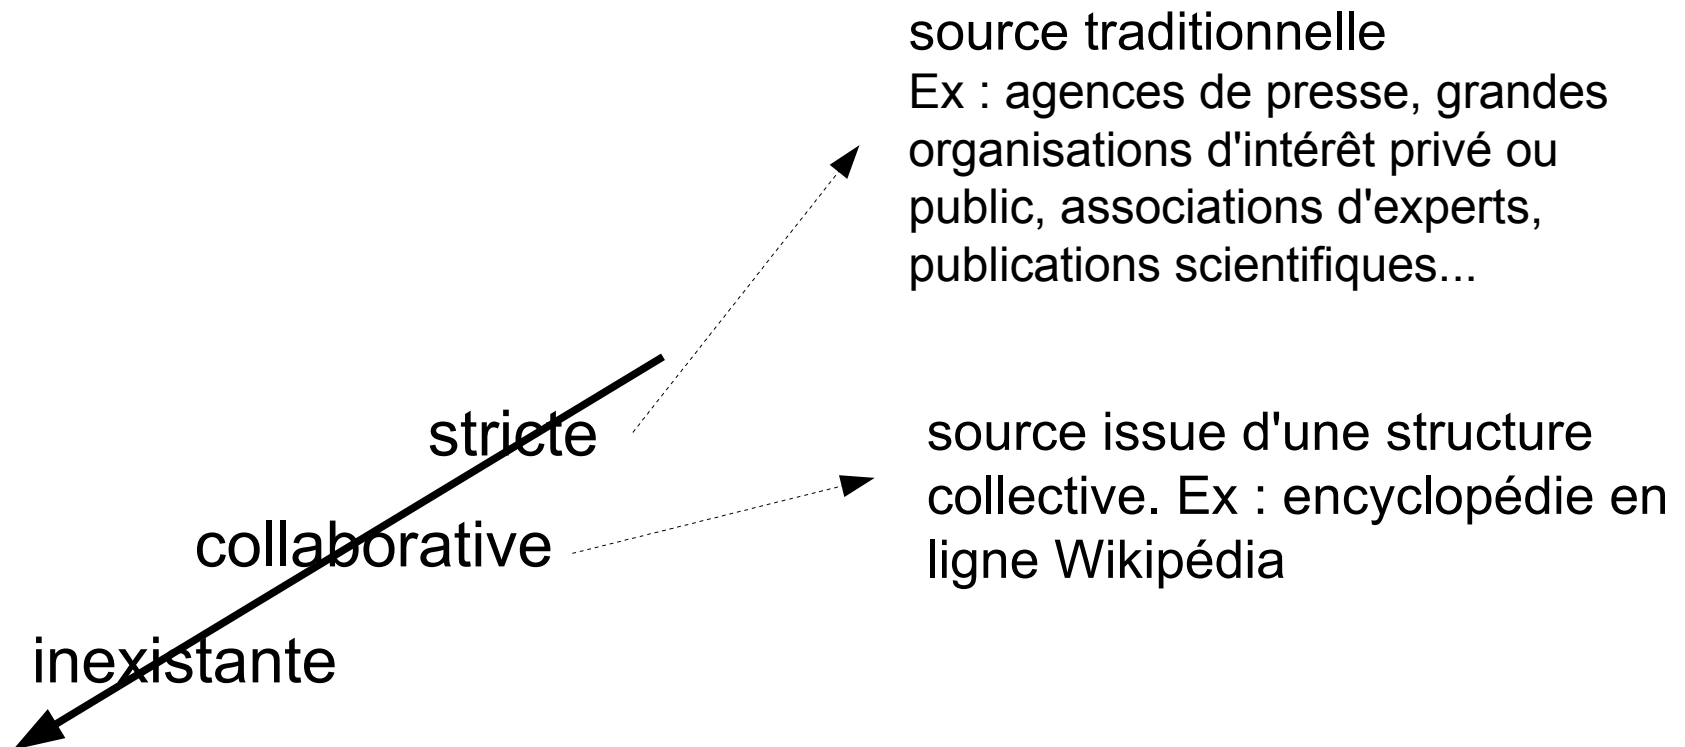 source traditionnelle
Ex : agences de presse, grandes
organisations d'intérêt privé ou
public, associations d'experts,
publications scientifiques...
stricte
source issue d'une structure
collective. Ex : encyclopédie en
ligne Wikipédia
collaborative
inexistante